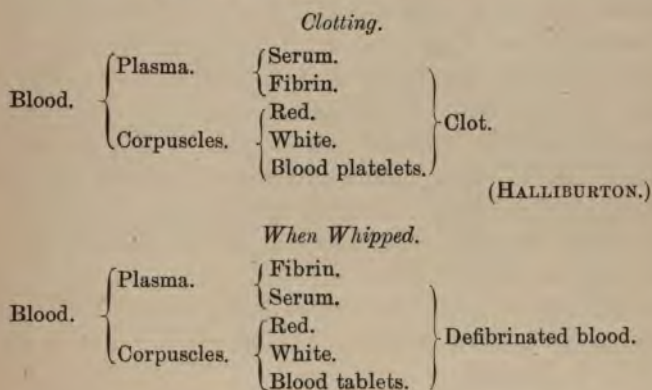 Clotting.
Serum.
Plasma.
Fibrin.
Blood.
Red.
Corpuscles.
White.
Clot.
Blood platelets.
(HALLIBURTON.)
When Whipped.
Fibrin.
Plasma.
Serum.
Blood.
Red.
Corpuscles.
White.
Defibrinated blood.
Blood tablets.